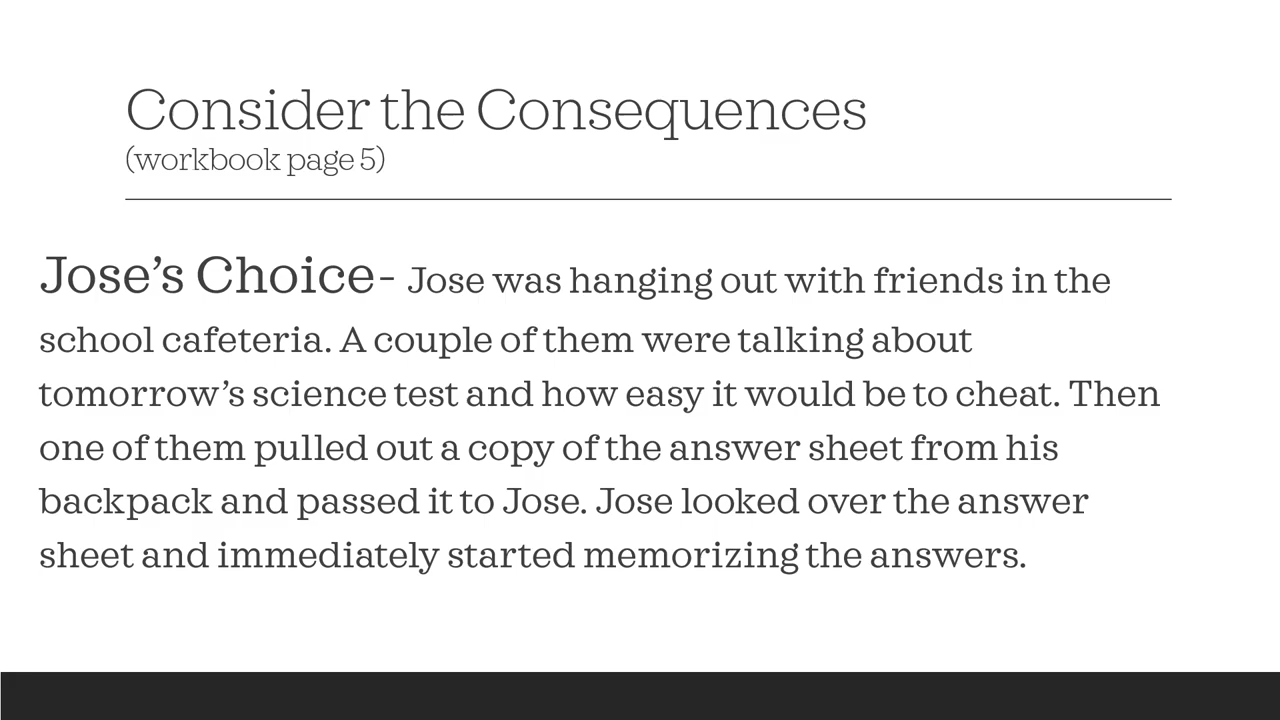 Consider the Consequences
(workbook page 5)
Jose’s Choice- Jose was hanging out with friends in the
school cafeteria. A couple of them were talking about
tomorrow’s science test and how easy it would be to cheat. Then
one of them pulled out a copy of the answer sheet from his
backpack and passed it to Jose. Jose looked over the answer
sheet and immediately started memorizing the answers.